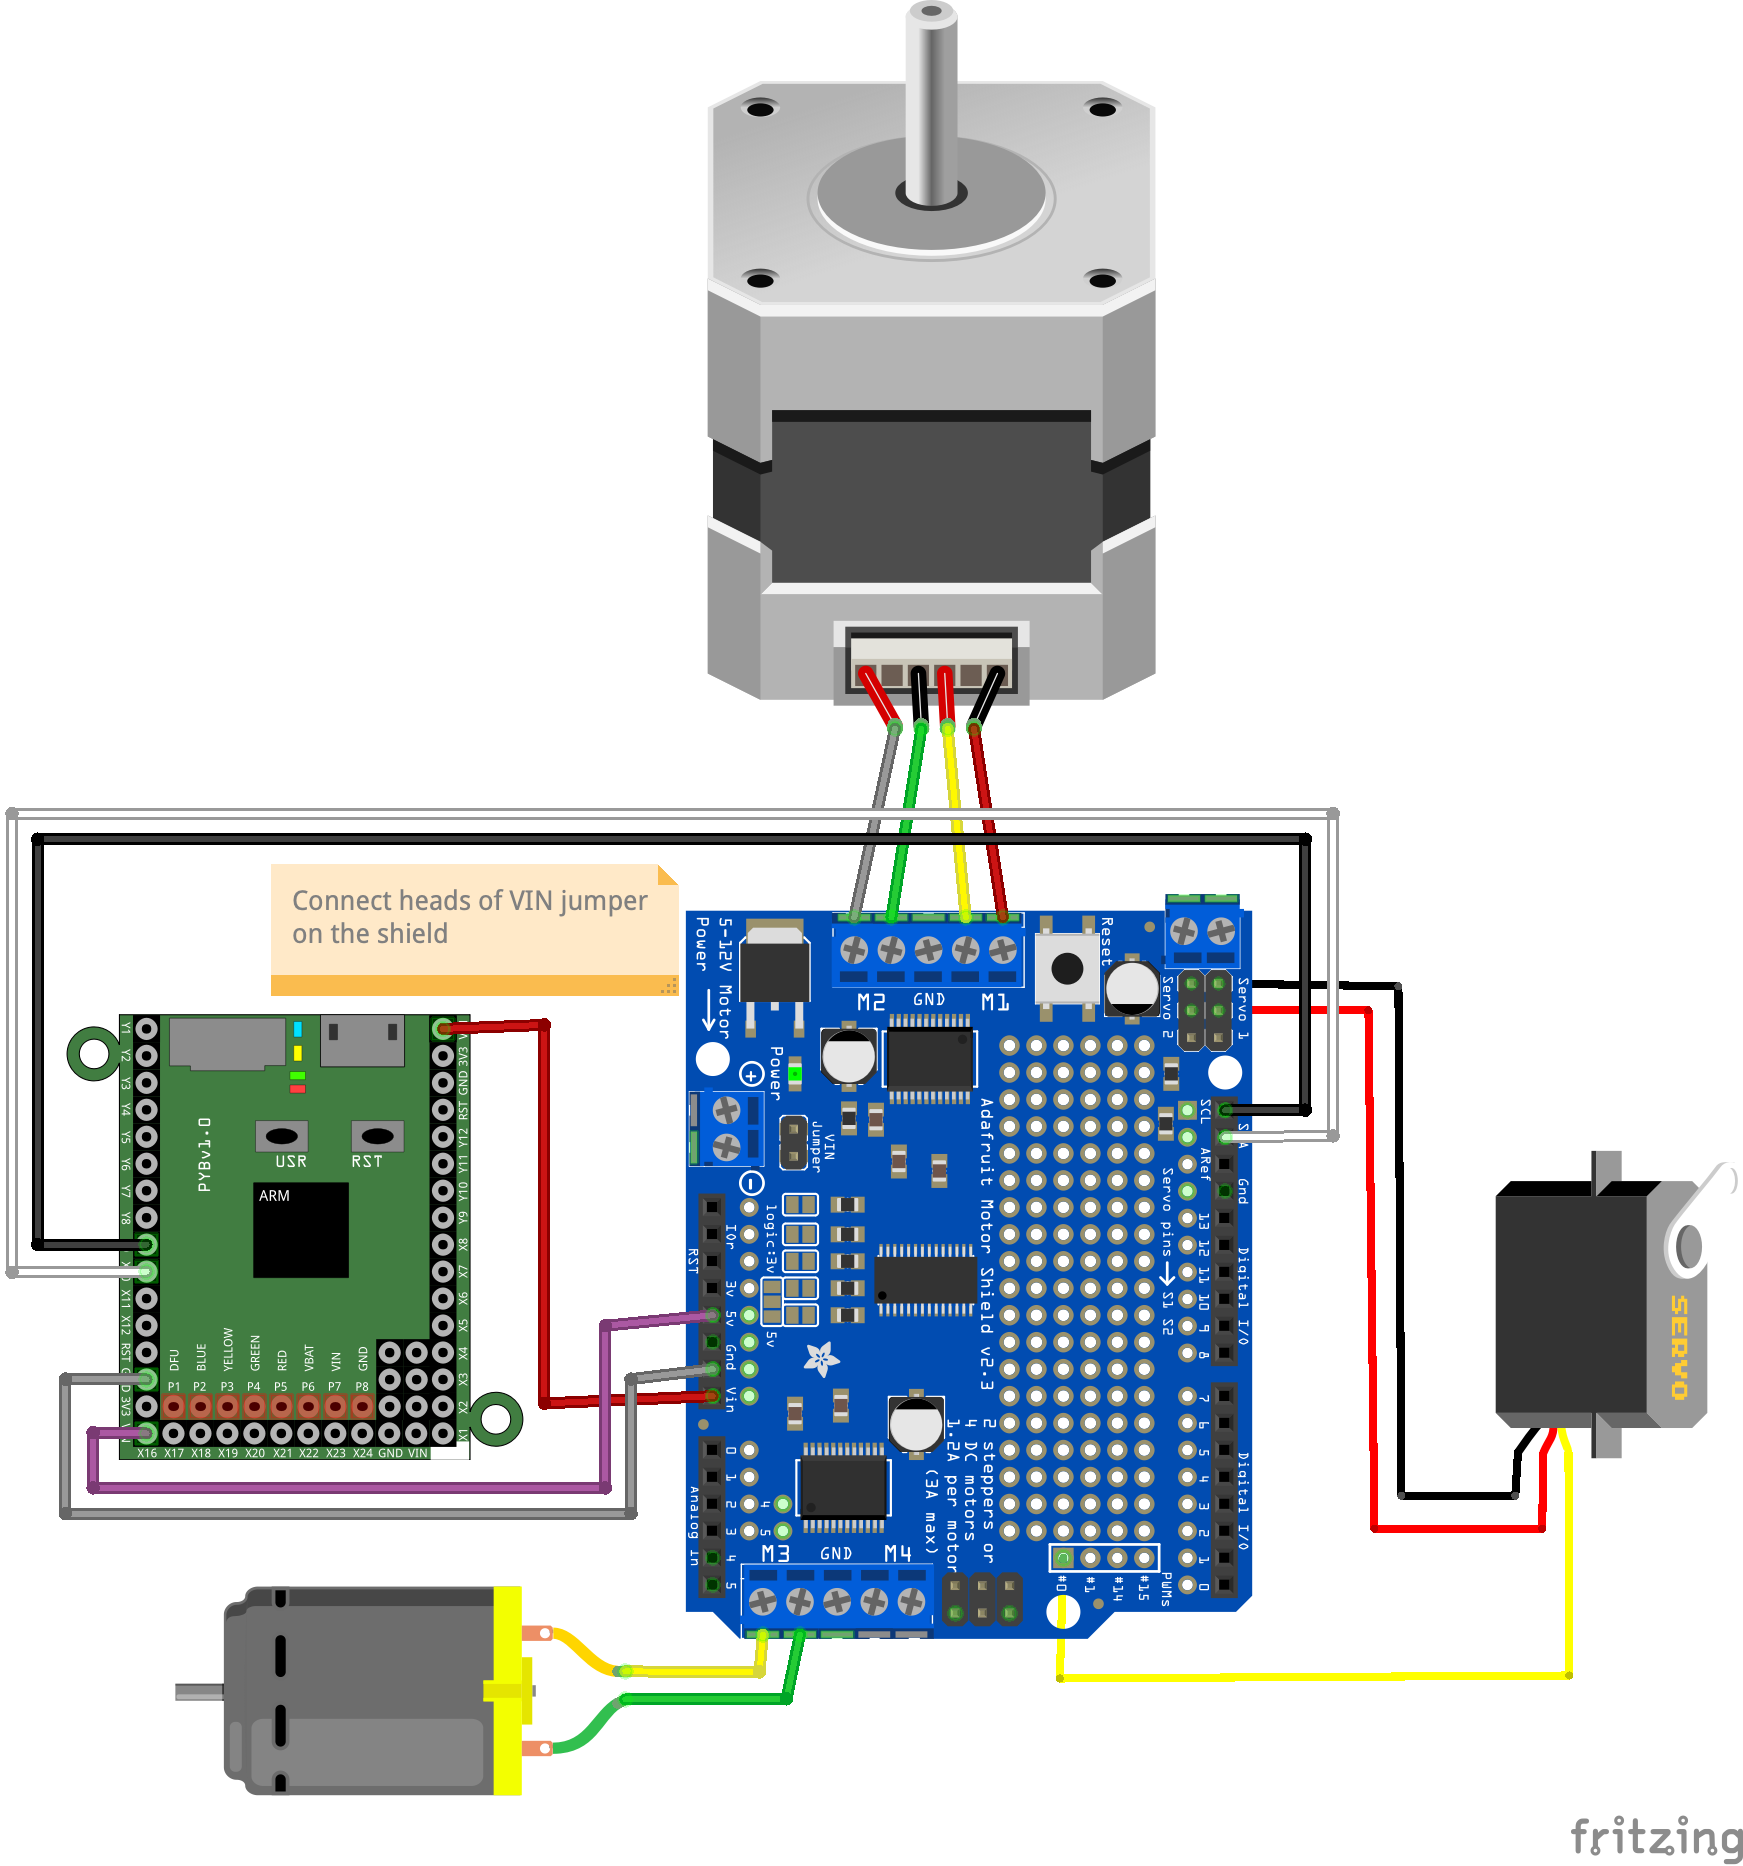 Connect heads of VIN jumper
on the shield
5-12V Motor
Power
M2
GND
M1
Reset
Servo 2
Servo 1
Power
+
VIN
Jumper
-
Adafruit Motor Shield v2.3
SCL
ARef
Gnd
Servo pins
S1 S2
13
12
11
10
9
8
Digital I/O
7
6
5
4
3
2
1
0
Digital I/O
logic:3v
5v
IOr
RST
3v
5v
Gnd
Vin
0
1
2
3
4
5
Analog in
4
5
2 steppers or
4 DC motors
1.2A per motor
(3A max)
M3
GND
M4
#0
#1
#14
#15
PWMs
Y1
Y2
Y3
Y4
Y5
Y6
Y7
Y8
X11
X12
RST
3V3
PYBv1.0
USR
RST
ARM
3V3
GND
RST
Y12
Y11
Y10
Y9
X8
X7
X6
X5
X4
X3
X2
X1
DFU
BLUE
YELLOW
GREEN
RED
VBAT
VIN
GND
P1
P2
P3
P4
P5
P6
P7
P8
X16
X17
X18
X19
X20
X21
X22
X23
X24
GND
VIN
SERVO
fritzing